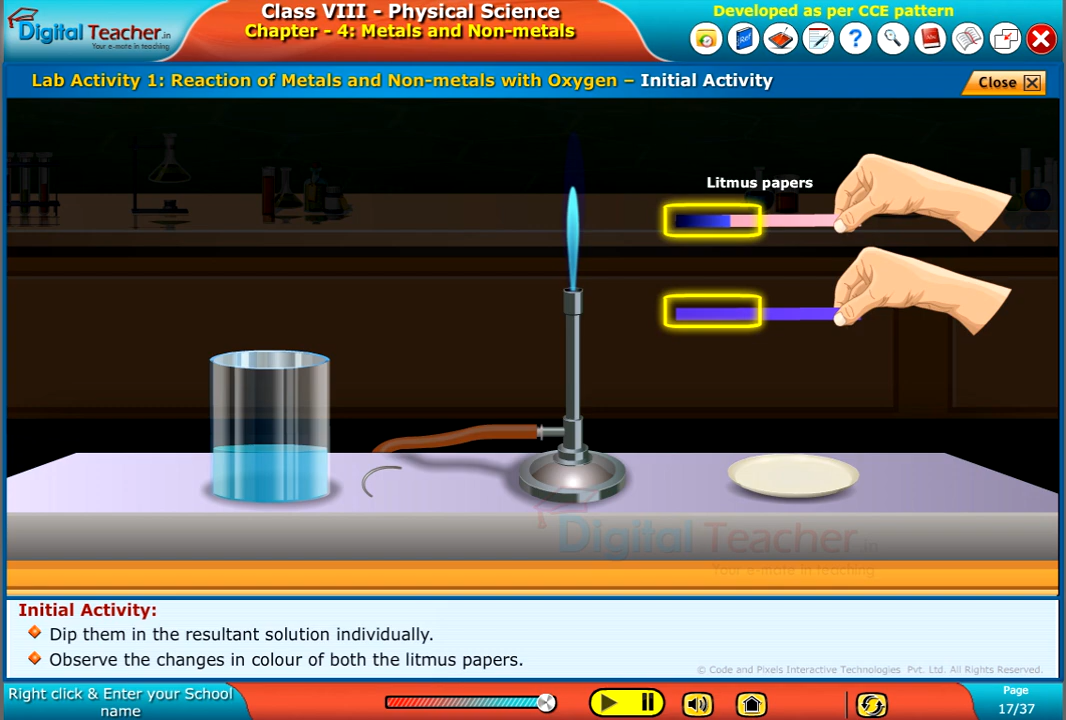 Digital Teacher.in
Your e-mate in teaching
Class VIII - Physical Science
Chapter - 4: Metals and Non-metals
Developed as per CCE pattern
Ref
?
Lab Activity 1: Reaction of Metals and Non-metals with Oxygen – Initial Activity
Close
Litmus papers
Digital Teacher.in
Your e-mate in teaching
Initial Activity:
Dip them in the resultant solution individually.
Observe the changes in colour of both the litmus papers.
© Code and Pixels Interactive Technologies Pvt. Ltd. All Rights Reserved.
Right click & Enter your School
name
Page
17/37